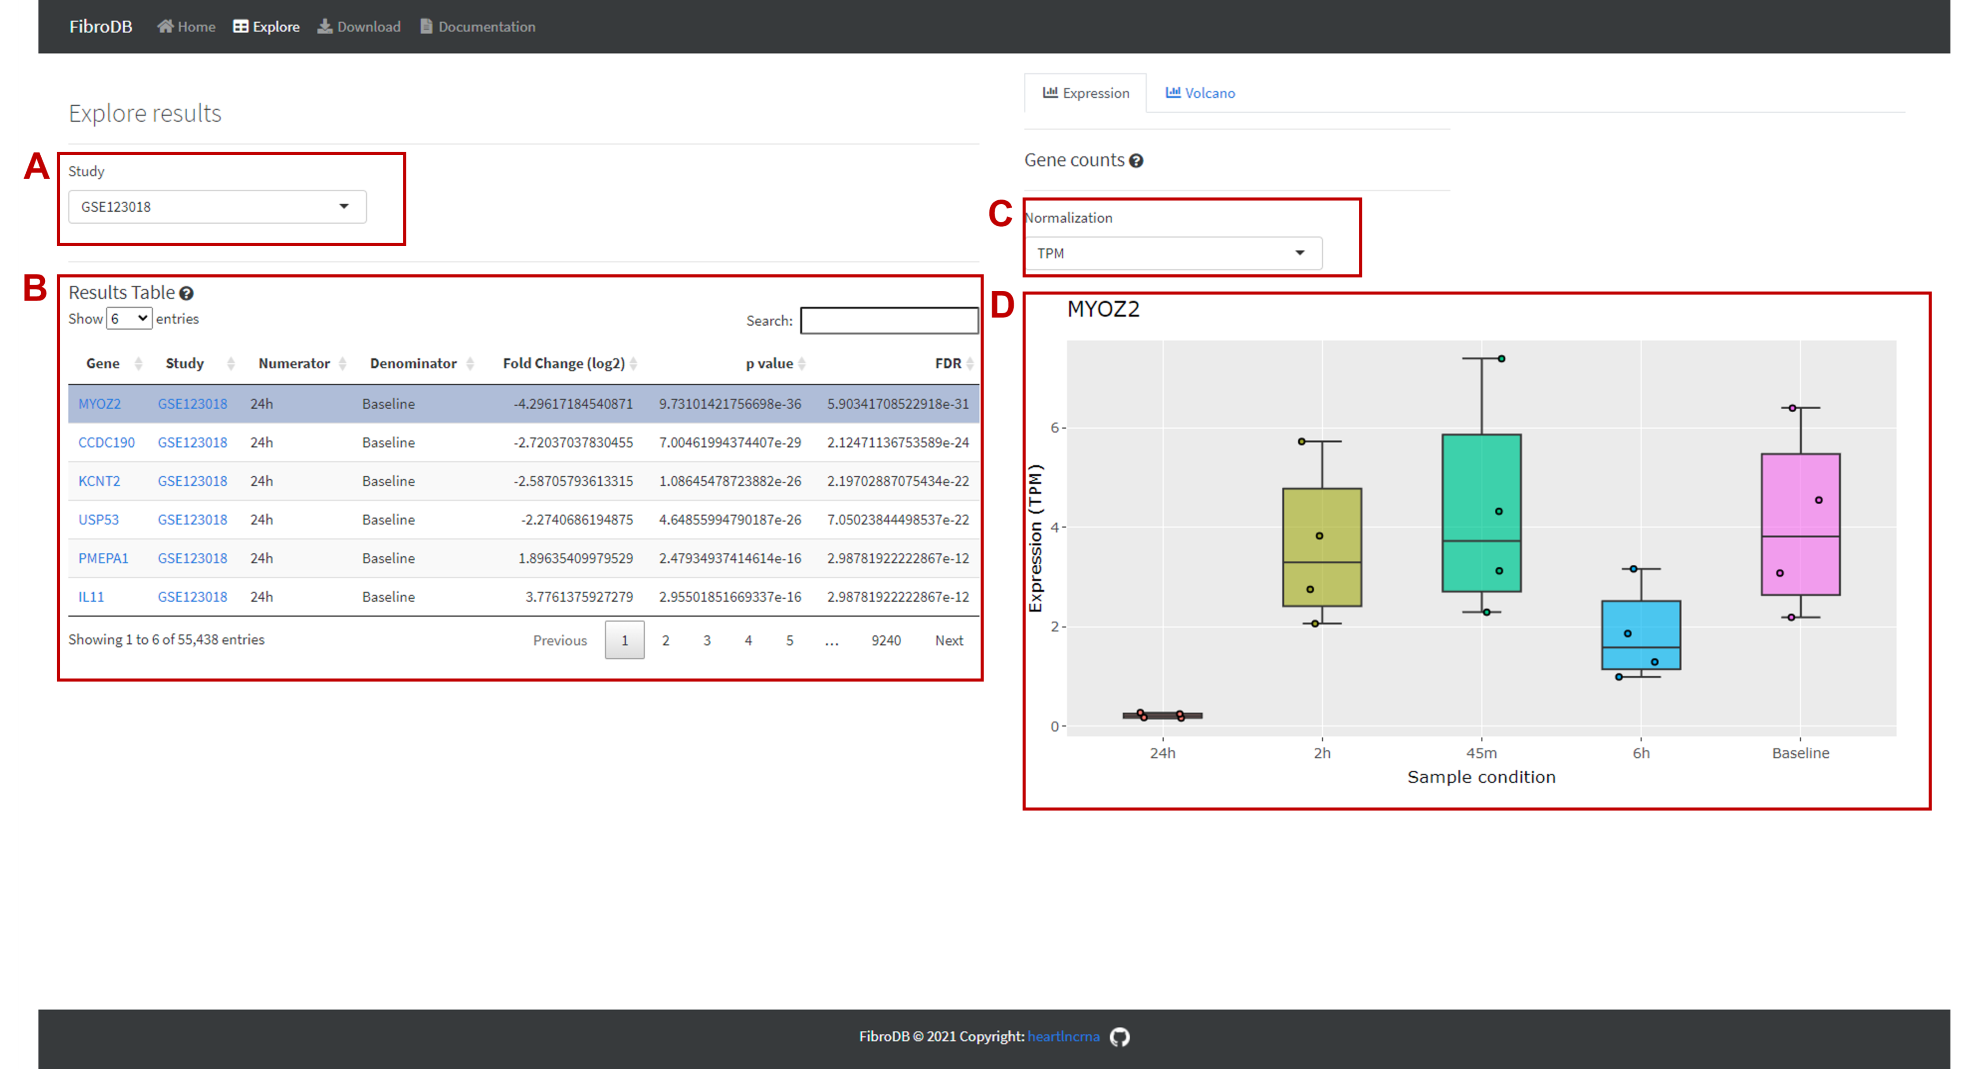 FibroDB Home Explore Download Documentation
Explore results
A
Study
GSE123018
B
Results Table
Show 6 entries
Search:
Gene Study Numerator Denominator Fold Change (log2) p value FDR
MYOZ2 GSE123018 24h Baseline -4.29617184540871 9.73101421756698e-36 5.90341708522918e-31
CCDC190 GSE123018 24h Baseline -2.72037037830455 7.00461994374407e-29 2.12471136753589e-24
KCNT2 GSE123018 24h Baseline -2.58705793613315 1.08645478723882e-26 2.19702887075434e-22
USP53 GSE123018 24h Baseline -2.2740686194875 4.64855994790187e-26 7.05023844498537e-22
PMEPA1 GSE123018 24h Baseline 1.89635409979529 2.47934937414614e-16 2.98781922222867e-12
IL11 GSE123018 24h Baseline 3.7761375927279 2.95501851669337e-16 2.98781922222867e-12
Showing 1 to 6 of 55,438 entries
Previous 1 2 3 4 5 ... 9240 Next
Expression Volcano
Gene counts
C
Normalization
TPM
D
MYOZ2
Expression (TPM)
6
4
2
0
24h 2h 45m 6h Baseline
Sample condition
FibroDB © 2021 Copyright: heartlncrna